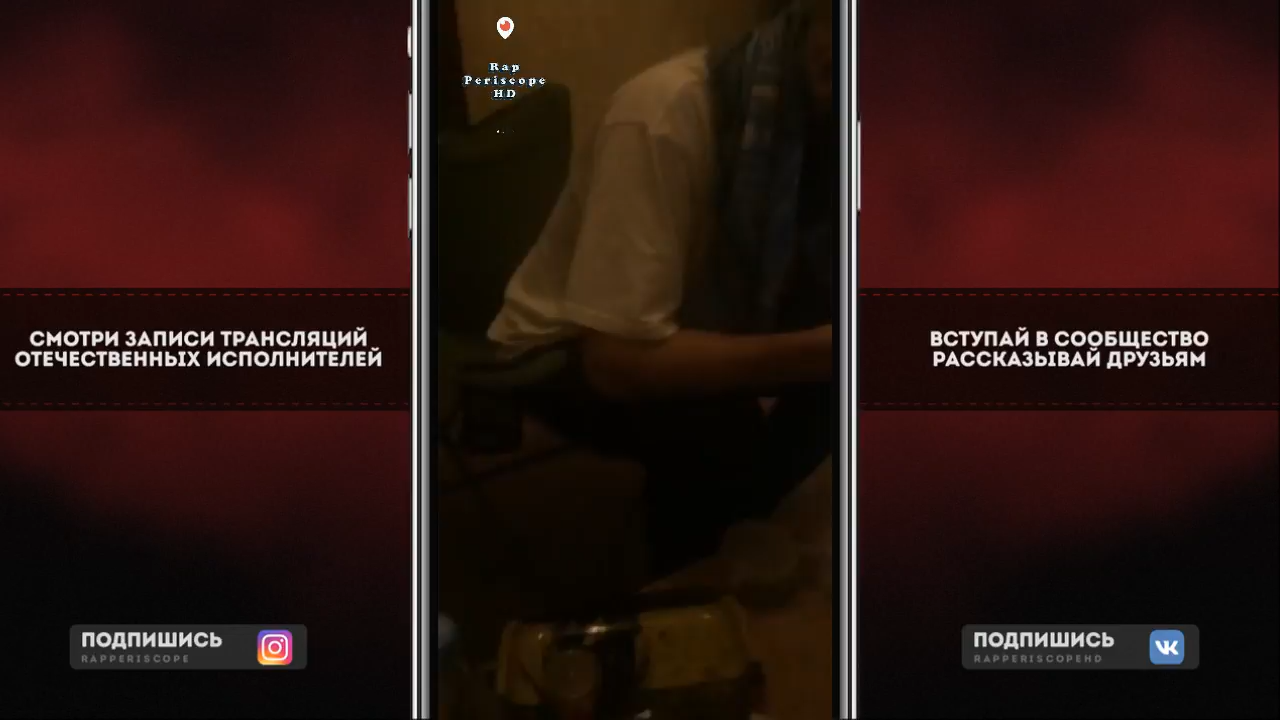 Rap
Periscope
HD
СМОТРИ ЗАПИСИ ТРАНСЛЯЦИЙ
ОТЕЧЕСТВЕННЫХ ИСПОЛНИТЕЛЕЙ
ВСТУПАЙ В СООБЩЕСТВО
РАССКАЗЫВАЙ ДРУЗЬЯМ
ПОДПИШИСЬ
RAPPERISCOPE
ПОДПИШИСЬ
RAPPERISCOPEHD